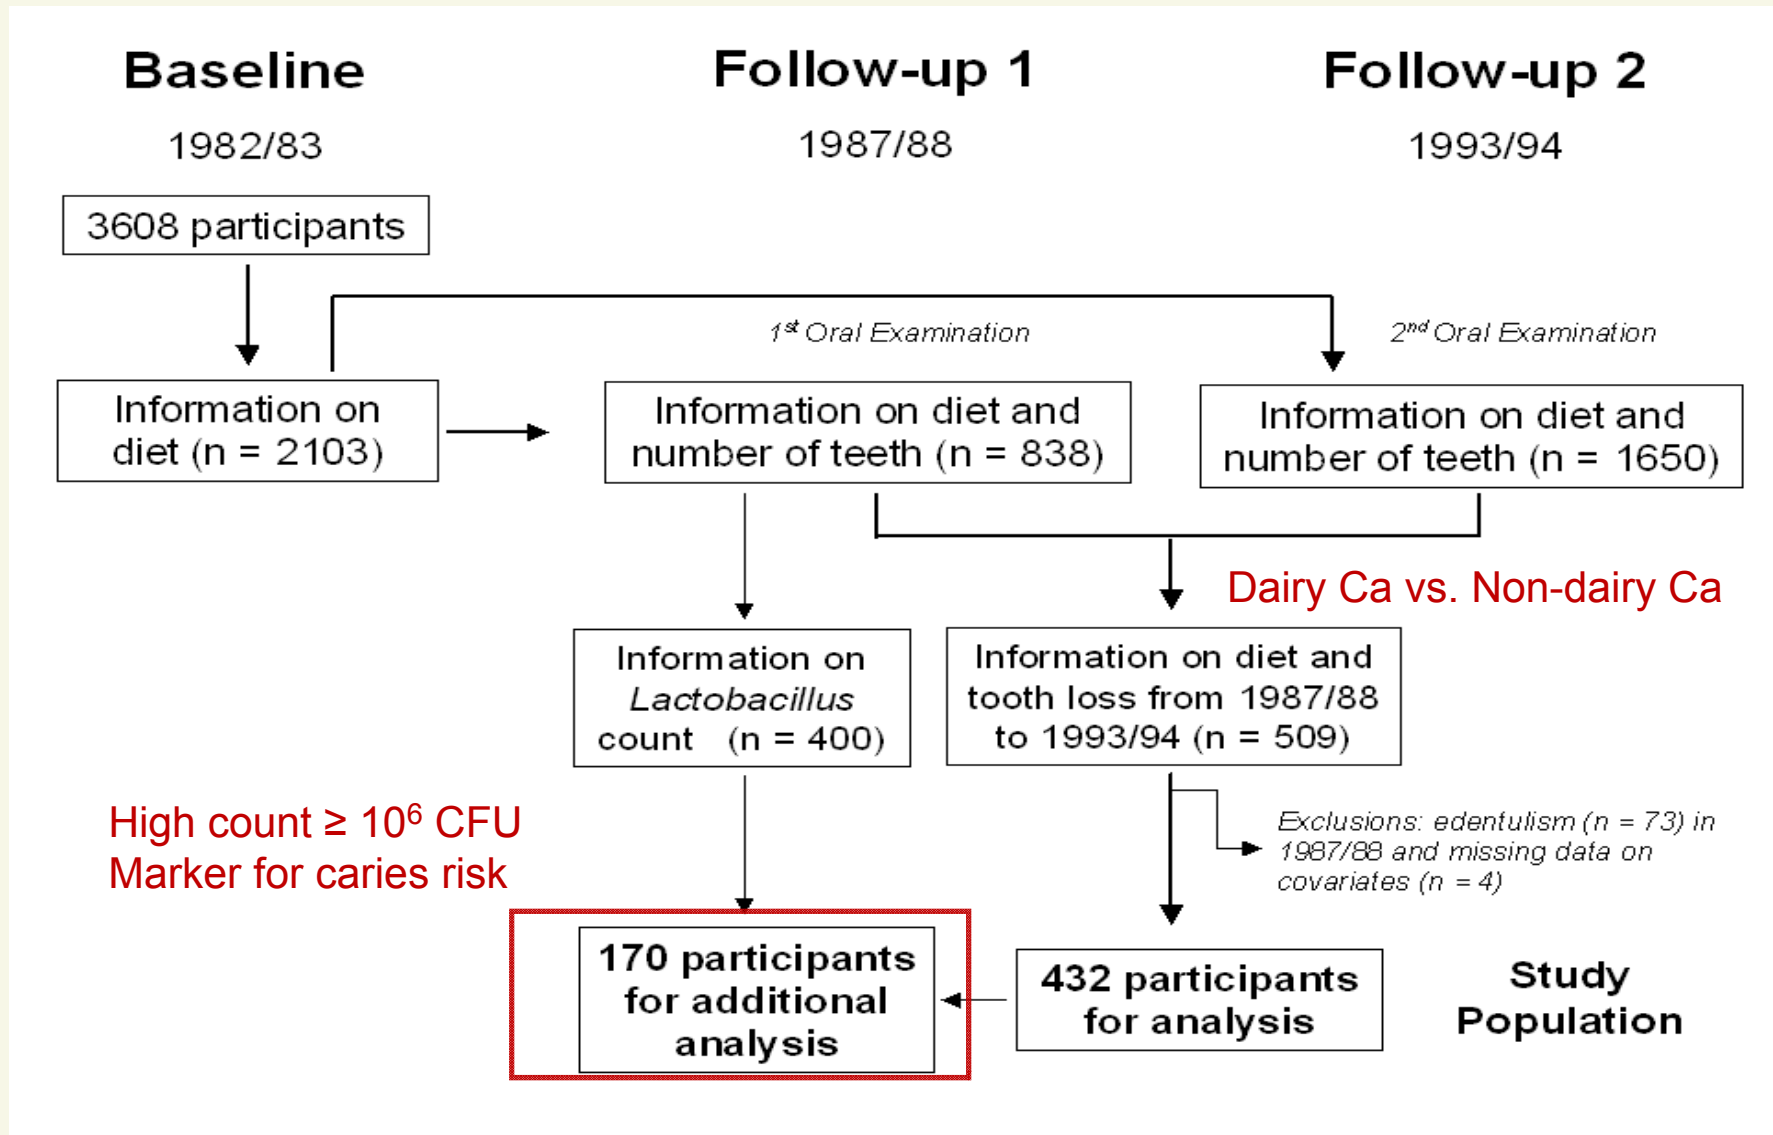 Baseline
Follow-up 1
Follow-up 2
1982/83
1987/88
1993/94
3608 participants
1st Oral Examination
2nd Oral Examination
Information on
diet (n = 2103)
Information on diet and
number of teeth (n = 838)
Information on diet and
number of teeth (n = 1650)
Dairy Ca vs. Non-dairy Ca
Information on
Lactobacillus
count (n = 400)
Information on diet and
tooth loss from 1987/88
to 1993/94 (n = 509)
High count ≥ 10⁶ CFU
Marker for caries risk
Exclusions: edentulism (n = 73) in
1987/88 and missing data on
covariates (n = 4)
170 participants
for additional
analysis
432 participants
for analysis
Study
Population